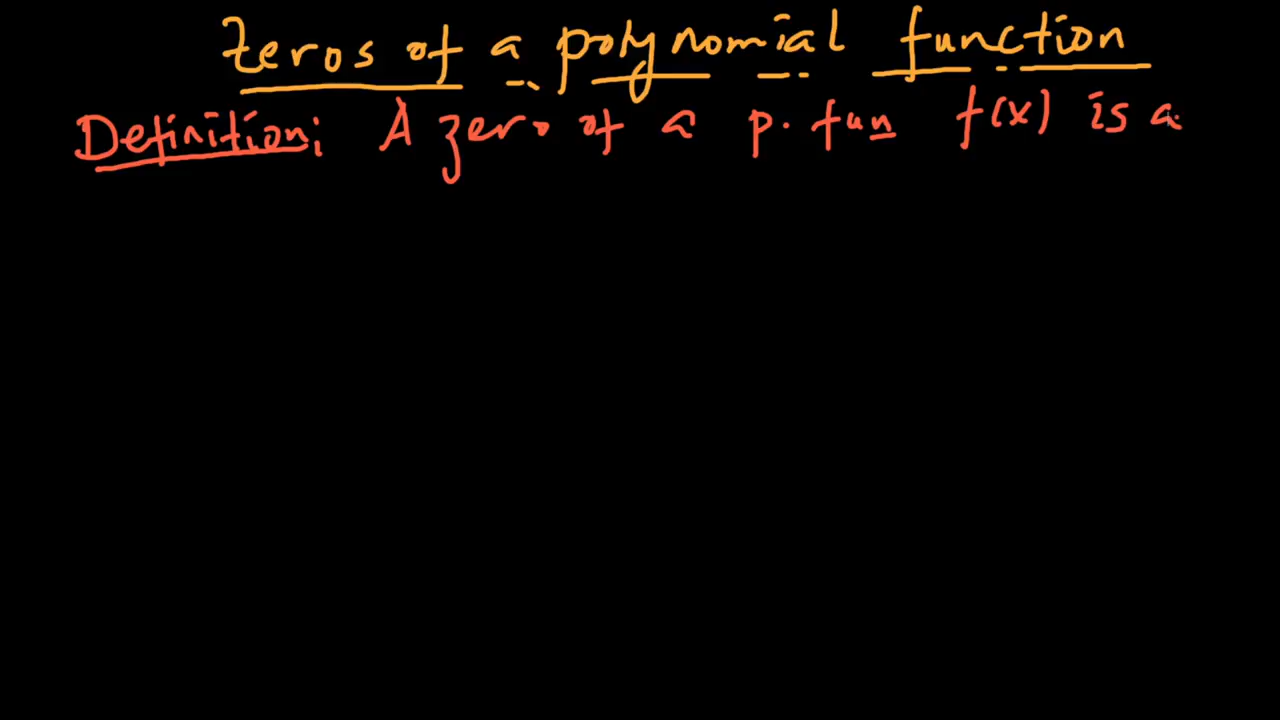 Zeros of a polynomial function
Definition: A zero of a p. fun f(x) is a